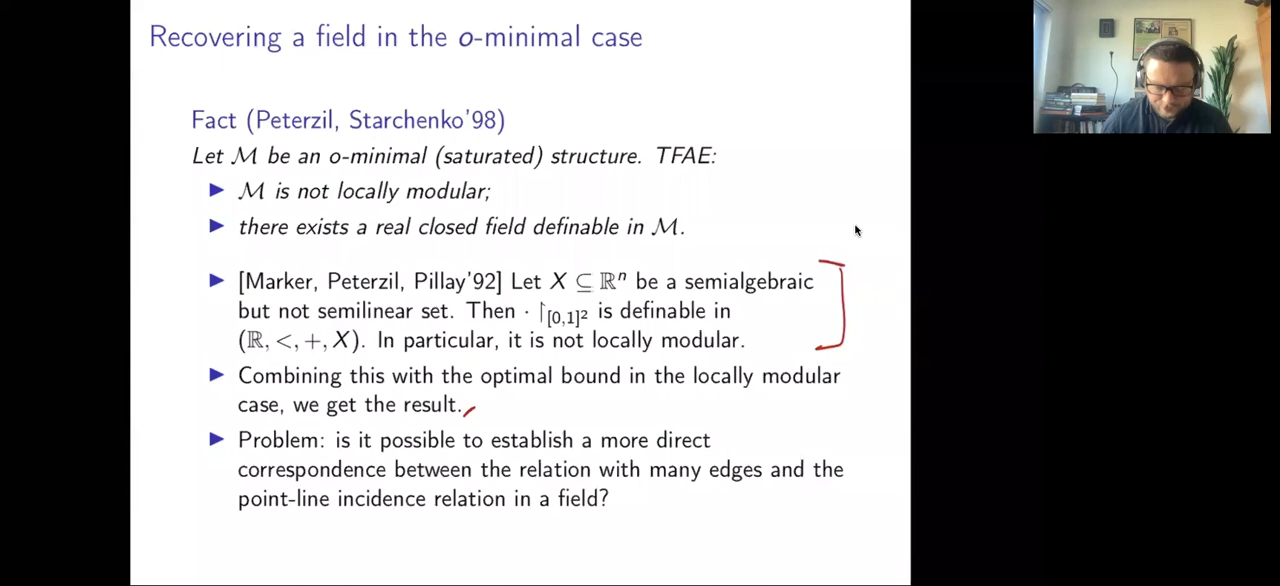 Recovering a field in the o-minimal case
Fact (Peterzil, Starchenko'98)
Let ℳ be an o-minimal (saturated) structure. TFAE:
▶ ℳ is not locally modular;
▶ there exists a real closed field definable in ℳ.
▶ [Marker, Peterzil, Pillay'92] Let X ⊆ ℝⁿ be a semialgebraic
but not semilinear set. Then · ↾[0,1]² is definable in
(ℝ, <, +, X). In particular, it is not locally modular.
▶ Combining this with the optimal bound in the locally modular
case, we get the result.
▶ Problem: is it possible to establish a more direct
correspondence between the relation with many edges and the
point-line incidence relation in a field?